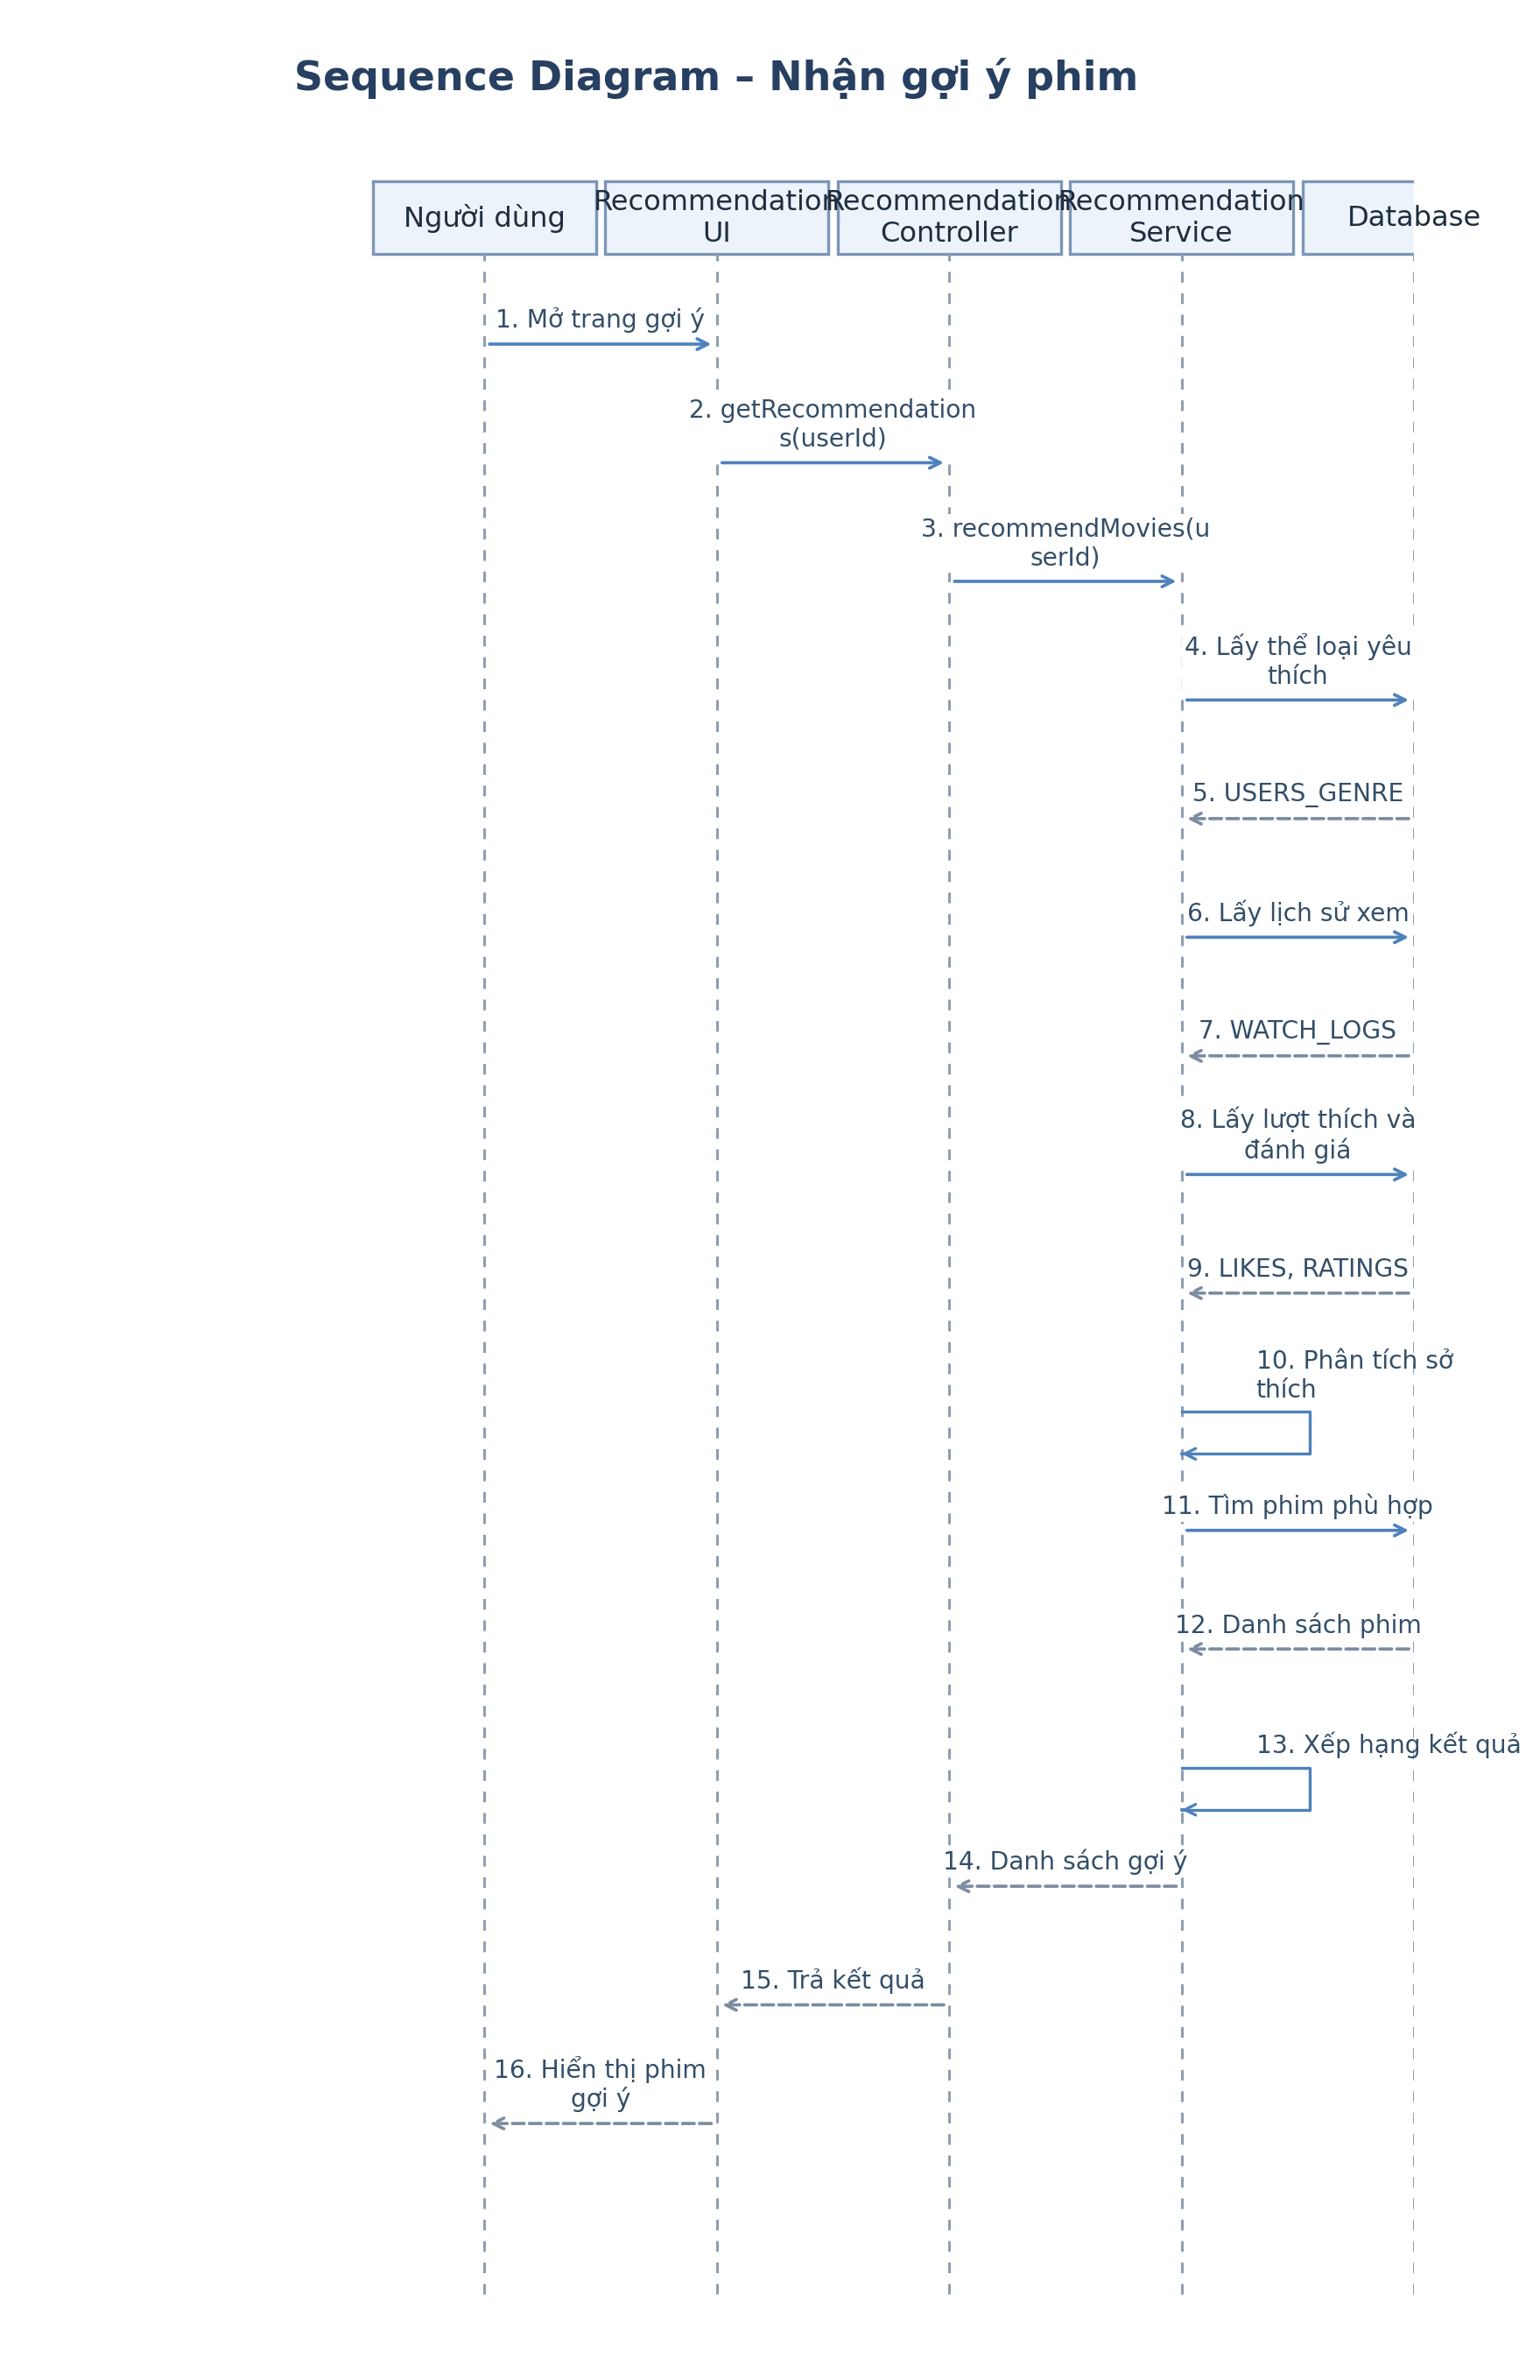 Sequence Diagram – Nhận gợi ý phim
Người dùng
Recommendation
UI
Recommendation
Controller
Recommendation
Service
Database
1. Mở trang gợi ý
2. getRecommendation
s(userId)
3. recommendMovies(u
serId)
4. Lấy thể loại yêu
thích
5. USERS_GENRE
6. Lấy lịch sử xem
7. WATCH_LOGS
8. Lấy lượt thích và
đánh giá
9. LIKES, RATINGS
10. Phân tích sở
thích
11. Tìm phim phù hợp
12. Danh sách phim
13. Xếp hạng kết quả
14. Danh sách gợi ý
15. Trả kết quả
16. Hiển thị phim
gợi ý